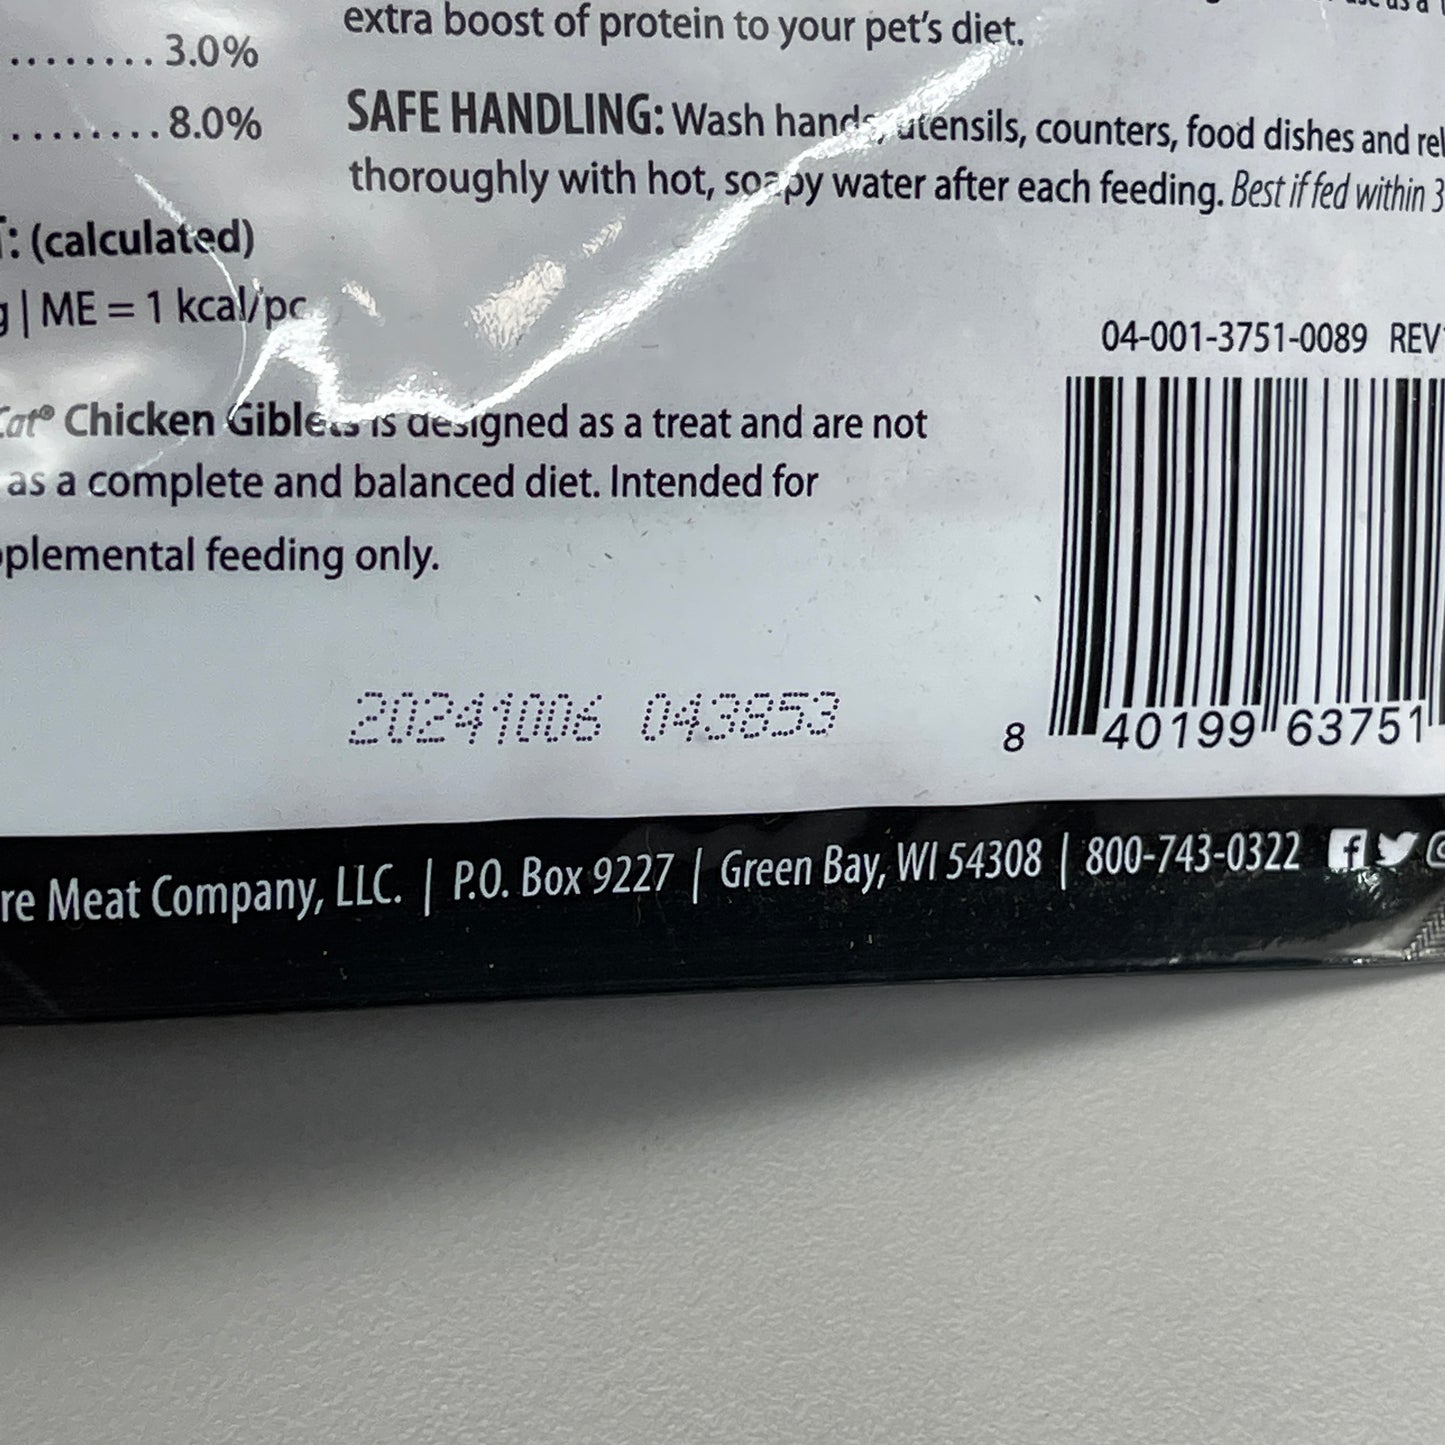 extra boost of protein to your pet's diet.
........ 3.0%
........ 8.0%
SAFE HANDLING: Wash hands, utensils, counters, food dishes and
thoroughly with hot, soapy water after each feeding. Best if fed within 3
: (calculated)
g | ME = 1 kcal/pc
04-001-3751-0089 REV
Cat® Chicken Giblets is designed as a treat and are not
as a complete and balanced diet. Intended for
plemental feeding only.
20241006 043853
8 40199 63751
re Meat Company, LLC. | P.O. Box 9227 | Green Bay, WI 54308 | 800-743-0322